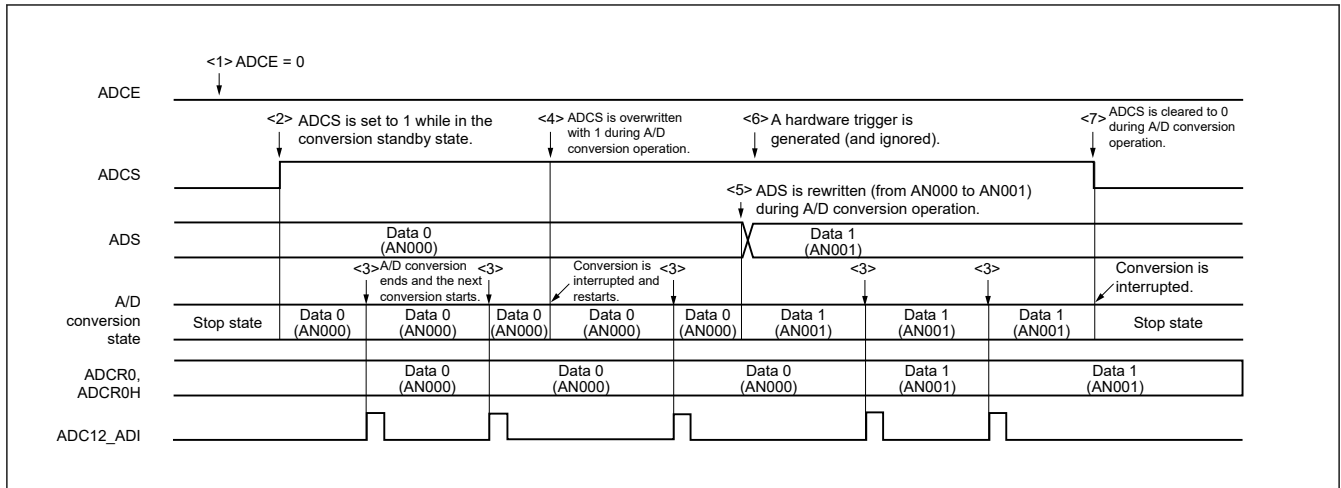 <1> ADCE = 0
ADCE
<2> ADCS is set to 1 while in the
conversion standby state.
<4> ADCS is overwritten
with 1 during A/D
conversion operation.
<6> A hardware trigger is
generated (and ignored).
<7> ADCS is cleared to 0
during A/D conversion
operation.
ADCS
<5> ADS is rewritten (from AN000 to AN001)
during A/D conversion operation.
ADS
Data 0
(AN000)
Data 1
(AN001)
<3> A/D conversion
ends and the next
conversion starts.
<3>
Conversion is
interrupted and
restarts.
<3>
<3>
<3>
Conversion is
interrupted.
A/D
conversion
state
Stop state
Data 0
(AN000)
Data 0
(AN000)
Data 0
(AN000)
Data 0
(AN000)
Data 0
(AN000)
Data 1
(AN001)
Data 1
(AN001)
Data 1
(AN001)
Stop state
ADCR0,
ADCR0H
Data 0
(AN000)
Data 0
(AN000)
Data 0
(AN000)
Data 1
(AN001)
Data 1
(AN001)
ADC12_ADI